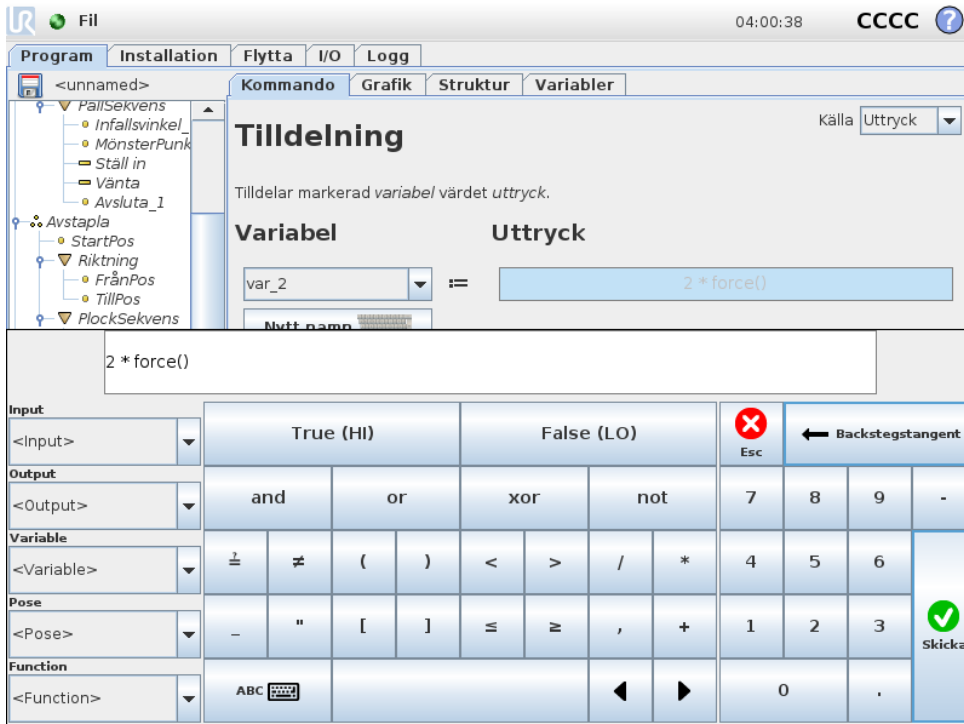 UR Fil 04:00:38 CCCC ?
Program Installation Flytta I/O Logg
<unnamed>
Kommando Grafik Struktur Variabler
PallSekvens
Infallsvinkel_
MönsterPunk
Ställ in
Vänta
Avsluta_1
Avstapla
StartPos
Riktning
FrånPos
TillPos
PlockSekvens
Källa Uttryck
Tilldelning
Tilldelar markerad variabel värdet uttryck.
Variabel Uttryck
var_2 := 2 * force()
Nytt namn
2 * force()
Input
<Input>
Output
<Output>
Variable
<Variable>
Pose
<Pose>
Function
<Function>
True (HI) False (LO) Esc Backstegstangent
and or xor not 7 8 9 -
≟ ≠ ( ) < > / * 4 5 6
_ " [ ] ≤ ≥ , + 1 2 3 Skicka
ABC 0 .